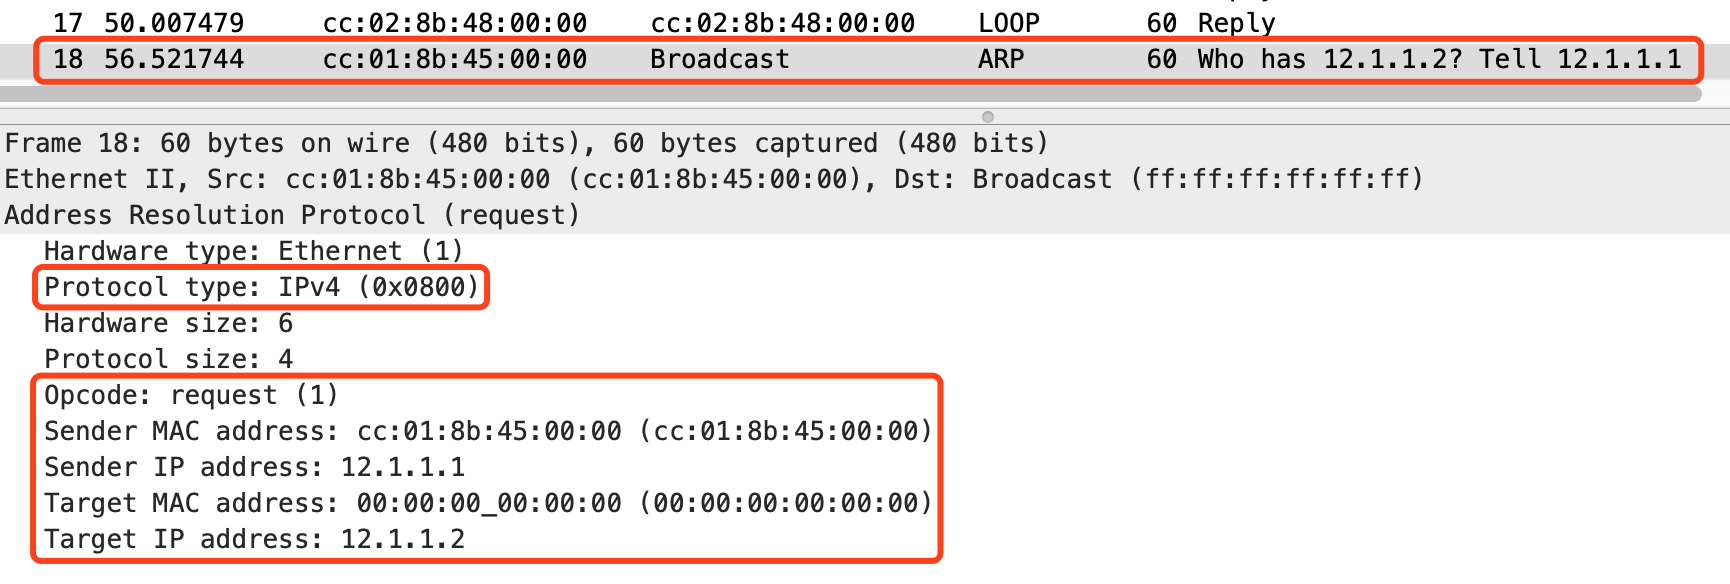 17 50.007479 cc:02:8b:48:00:00 cc:02:8b:48:00:00 LOOP 60 Reply
18 56.521744 cc:01:8b:45:00:00 Broadcast ARP 60 Who has 12.1.1.2? Tell 12.1.1.1
Frame 18: 60 bytes on wire (480 bits), 60 bytes captured (480 bits)
Ethernet II, Src: cc:01:8b:45:00:00 (cc:01:8b:45:00:00), Dst: Broadcast (ff:ff:ff:ff:ff:ff)
Address Resolution Protocol (request)
Hardware type: Ethernet (1)
Protocol type: IPv4 (0x0800)
Hardware size: 6
Protocol size: 4
Opcode: request (1)
Sender MAC address: cc:01:8b:45:00:00 (cc:01:8b:45:00:00)
Sender IP address: 12.1.1.1
Target MAC address: 00:00:00_00:00:00 (00:00:00:00:00:00)
Target IP address: 12.1.1.2